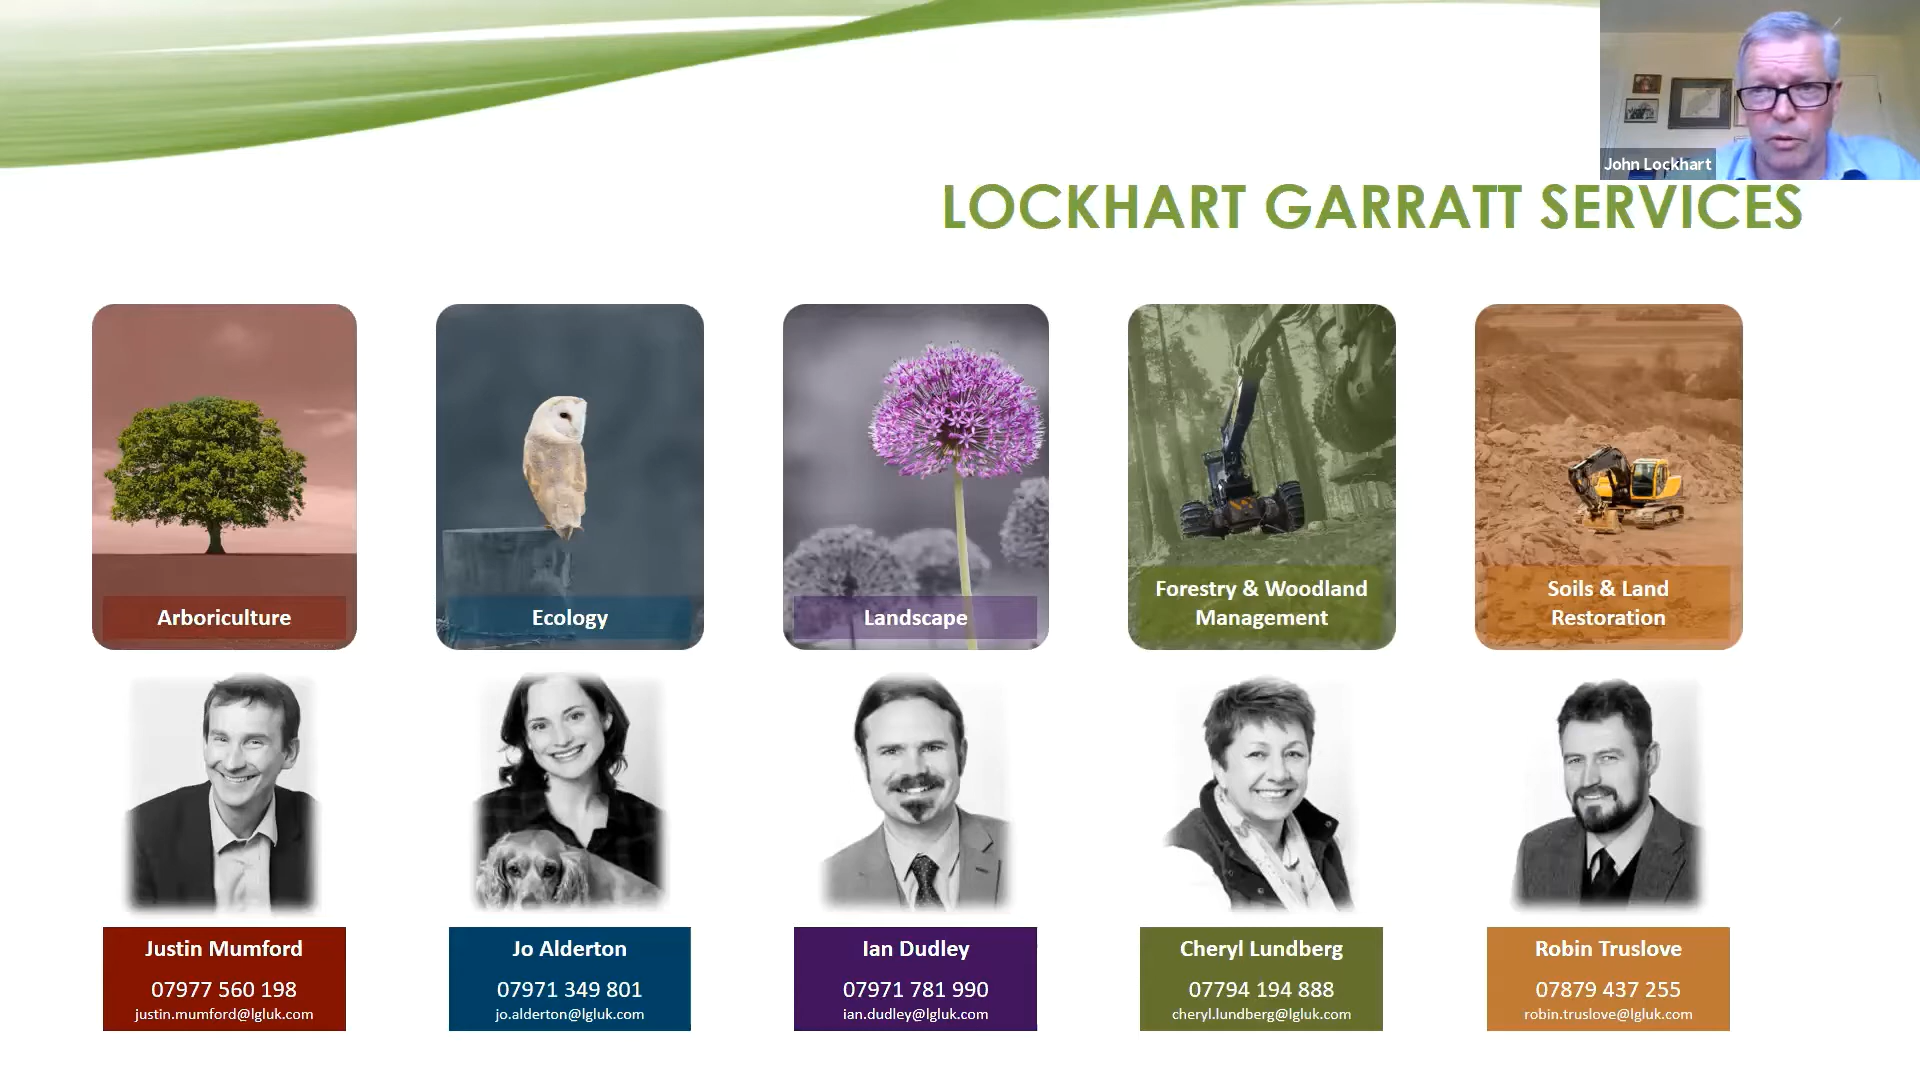 John Lockhart
LOCKHART GARRATT SERVICES
Arboriculture
Ecology
Landscape
Forestry & Woodland
Management
Soils & Land
Restoration
Justin Mumford
07977 560 198
justin.mumford@lgluk.com
Jo Alderton
07971 349 801
jo.alderton@lgluk.com
Ian Dudley
07971 781 990
ian.dudley@lgluk.com
Cheryl Lundberg
07794 194 888
cheryl.lundberg@lgluk.com
Robin Truslove
07879 437 255
robin.truslove@lgluk.com